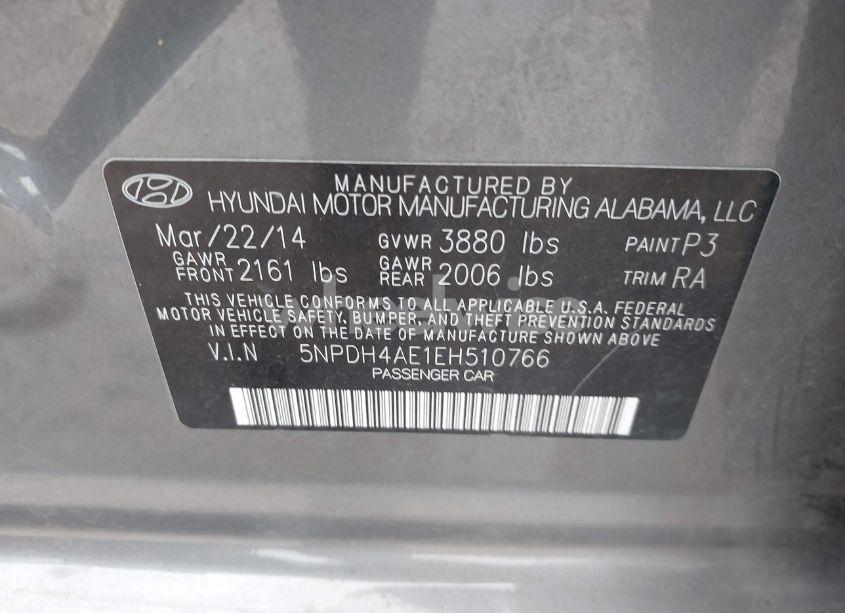 MANUFACTURED BY
HYUNDAI MOTOR MANUFACTURING ALABAMA, LLC
Mar/22/14 GVWR 3880 lbs PAINT P3
GAWR FRONT 2161 lbs GAWR REAR 2006 lbs TRIM RA
THIS VEHICLE CONFORMS TO ALL APPLICABLE U.S.A. FEDERAL
MOTOR VEHICLE SAFETY, BUMPER, AND THEFT PREVENTION STANDARDS
IN EFFECT ON THE DATE OF MANUFACTURE SHOWN ABOVE
V.I.N 5NPDH4AE1EH510766
PASSENGER CAR